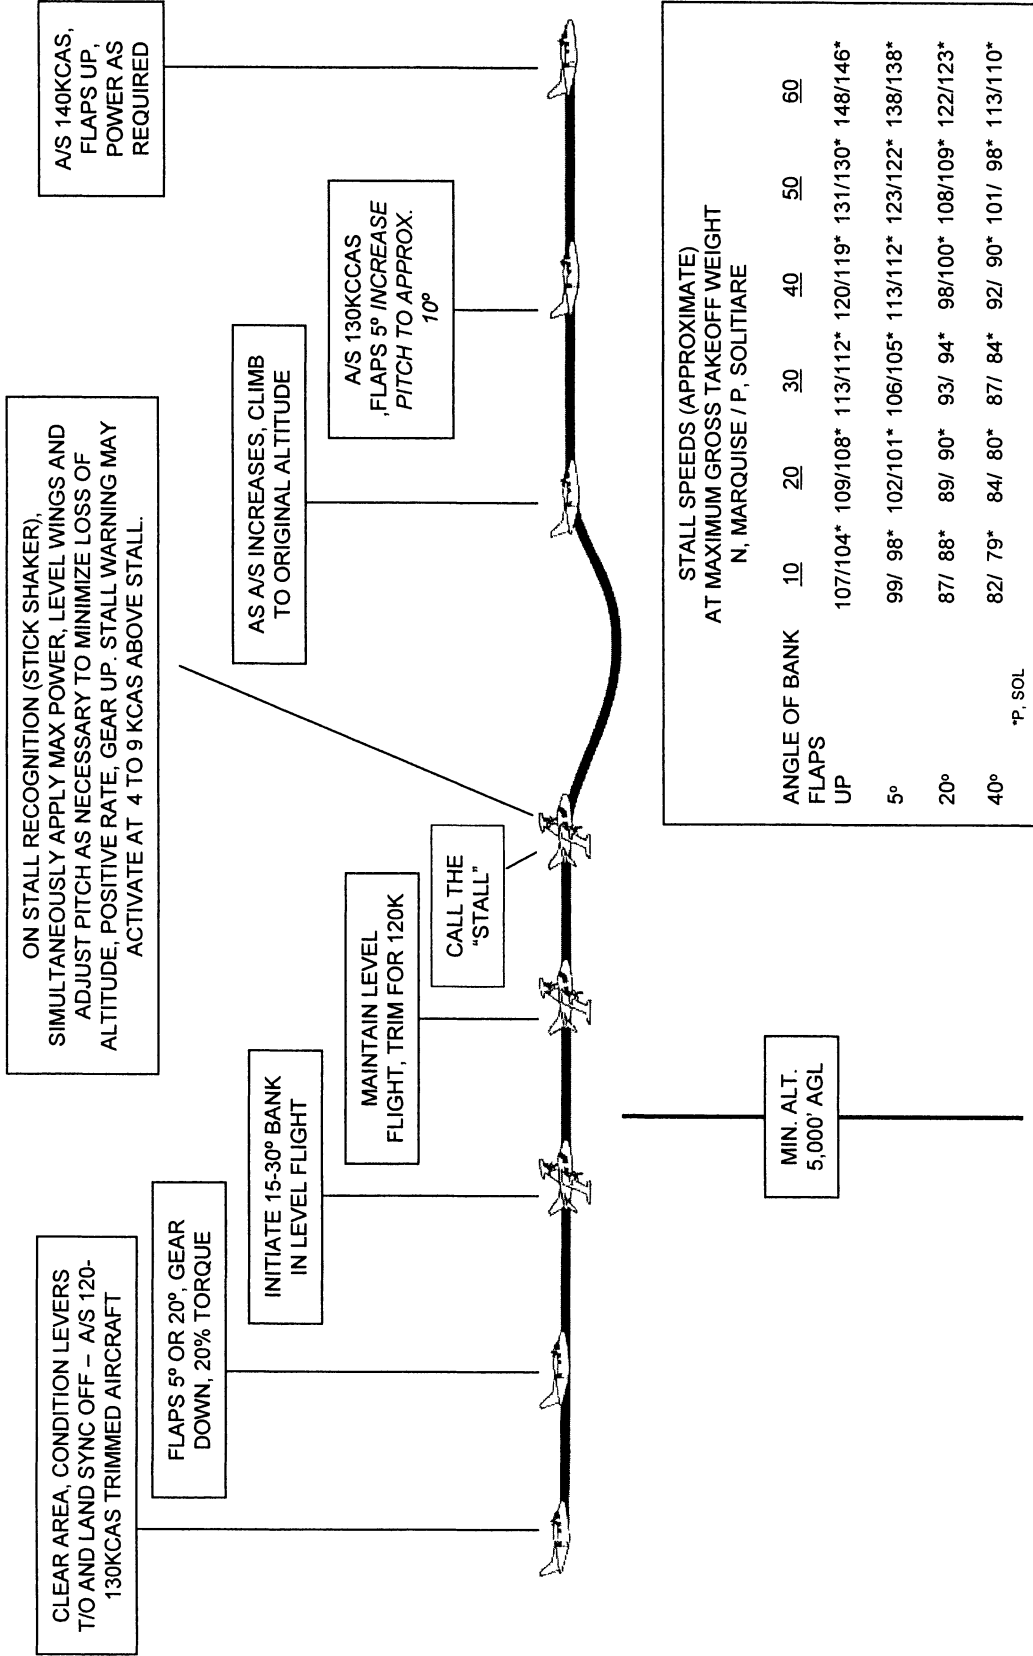 CLEAR AREA, CONDITION LEVERS
T/O AND LAND SYNC OFF – A/S 120-
130KCAS TRIMMED AIRCRAFT
FLAPS 5º OR 20º, GEAR
DOWN, 20% TORQUE
INITIATE 15-30º BANK
IN LEVEL FLIGHT
MAINTAIN LEVEL
FLIGHT, TRIM FOR 120K
CALL THE
"STALL"
ON STALL RECOGNITION (STICK SHAKER),
SIMULTANEOUSLY APPLY MAX POWER, LEVEL WINGS AND
ADJUST PITCH AS NECESSARY TO MINIMIZE LOSS OF
ALTITUDE, POSITIVE RATE, GEAR UP. STALL WARNING MAY
ACTIVATE AT 4 TO 9 KCAS ABOVE STALL.
AS A/S INCREASES, CLIMB
TO ORIGINAL ALTITUDE
A/S 130KCCAS
,FLAPS 5º INCREASE
PITCH TO APPROX.
10º
A/S 140KCAS,
FLAPS UP,
POWER AS
REQUIRED
MIN. ALT.
5,000' AGL
STALL SPEEDS (APPROXIMATE)
AT MAXIMUM GROSS TAKEOFF WEIGHT
N, MARQUISE / P, SOLITIARE
ANGLE OF BANK 10 20 30 40 50 60
FLAPS
UP 107/104* 109/108* 113/112* 120/119* 131/130* 148/146*
5º 99/ 98* 102/101* 106/105* 113/112* 123/122* 138/138*
20º 87/ 88* 89/ 90* 93/ 94* 98/100* 108/109* 122/123*
40º 82/ 79* 84/ 80* 87/ 84* 92/ 90* 101/ 98* 113/110*
*P, SOL